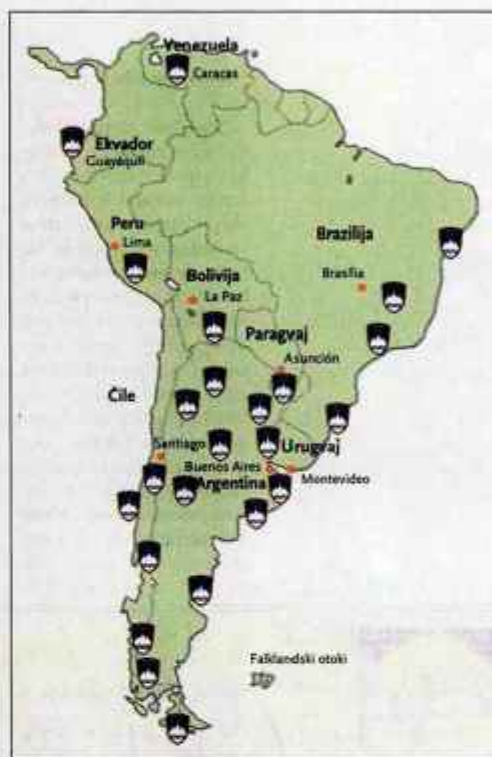 Venezuela
Caracas
Ekvador
Guayaquil
Peru
Lima
Brazilija
Brasília
Bolivija
La Paz
Paragvaj
Asunción
Čile
Santiago
Urugvaj
Buenos Aires
Montevideo
Argentina
Falklandski otoki